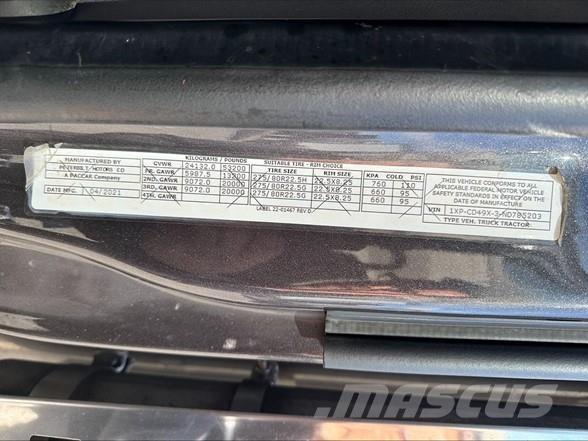 MANUFACTURED BY
PETERBILT MOTORS CO
A PACCAR Company
DATE MFG. 04/2021
KILOGRAMS / POUNDS SUITABLE TIRE - RIM CHOICE
GVWR 24132.0 53200 TIRE SIZE RIM SIZE KPA COLD PSI
FR. GAWR 5987.5 13200 275/80R22.5H 22.5X8.25 760 110
2ND. GAWR 9072.0 20000 275/80R22.5G 22.5X8.25 660 95
3RD. GAWR 9072.0 20000 275/80R22.5G 22.5X8.25 660 95
4TH. GAWR
LABEL 22-01467 REV D
THIS VEHICLE CONFORMS TO ALL
APPLICABLE FEDERAL MOTOR VEHICLE
SAFETY STANDARDS IN EFFECT ON THE
DATE OF MANUFACTURE
VIN 1XP-CD49X-3-ND785203
TYPE VEH. TRUCK TRACTOR
MASCUS